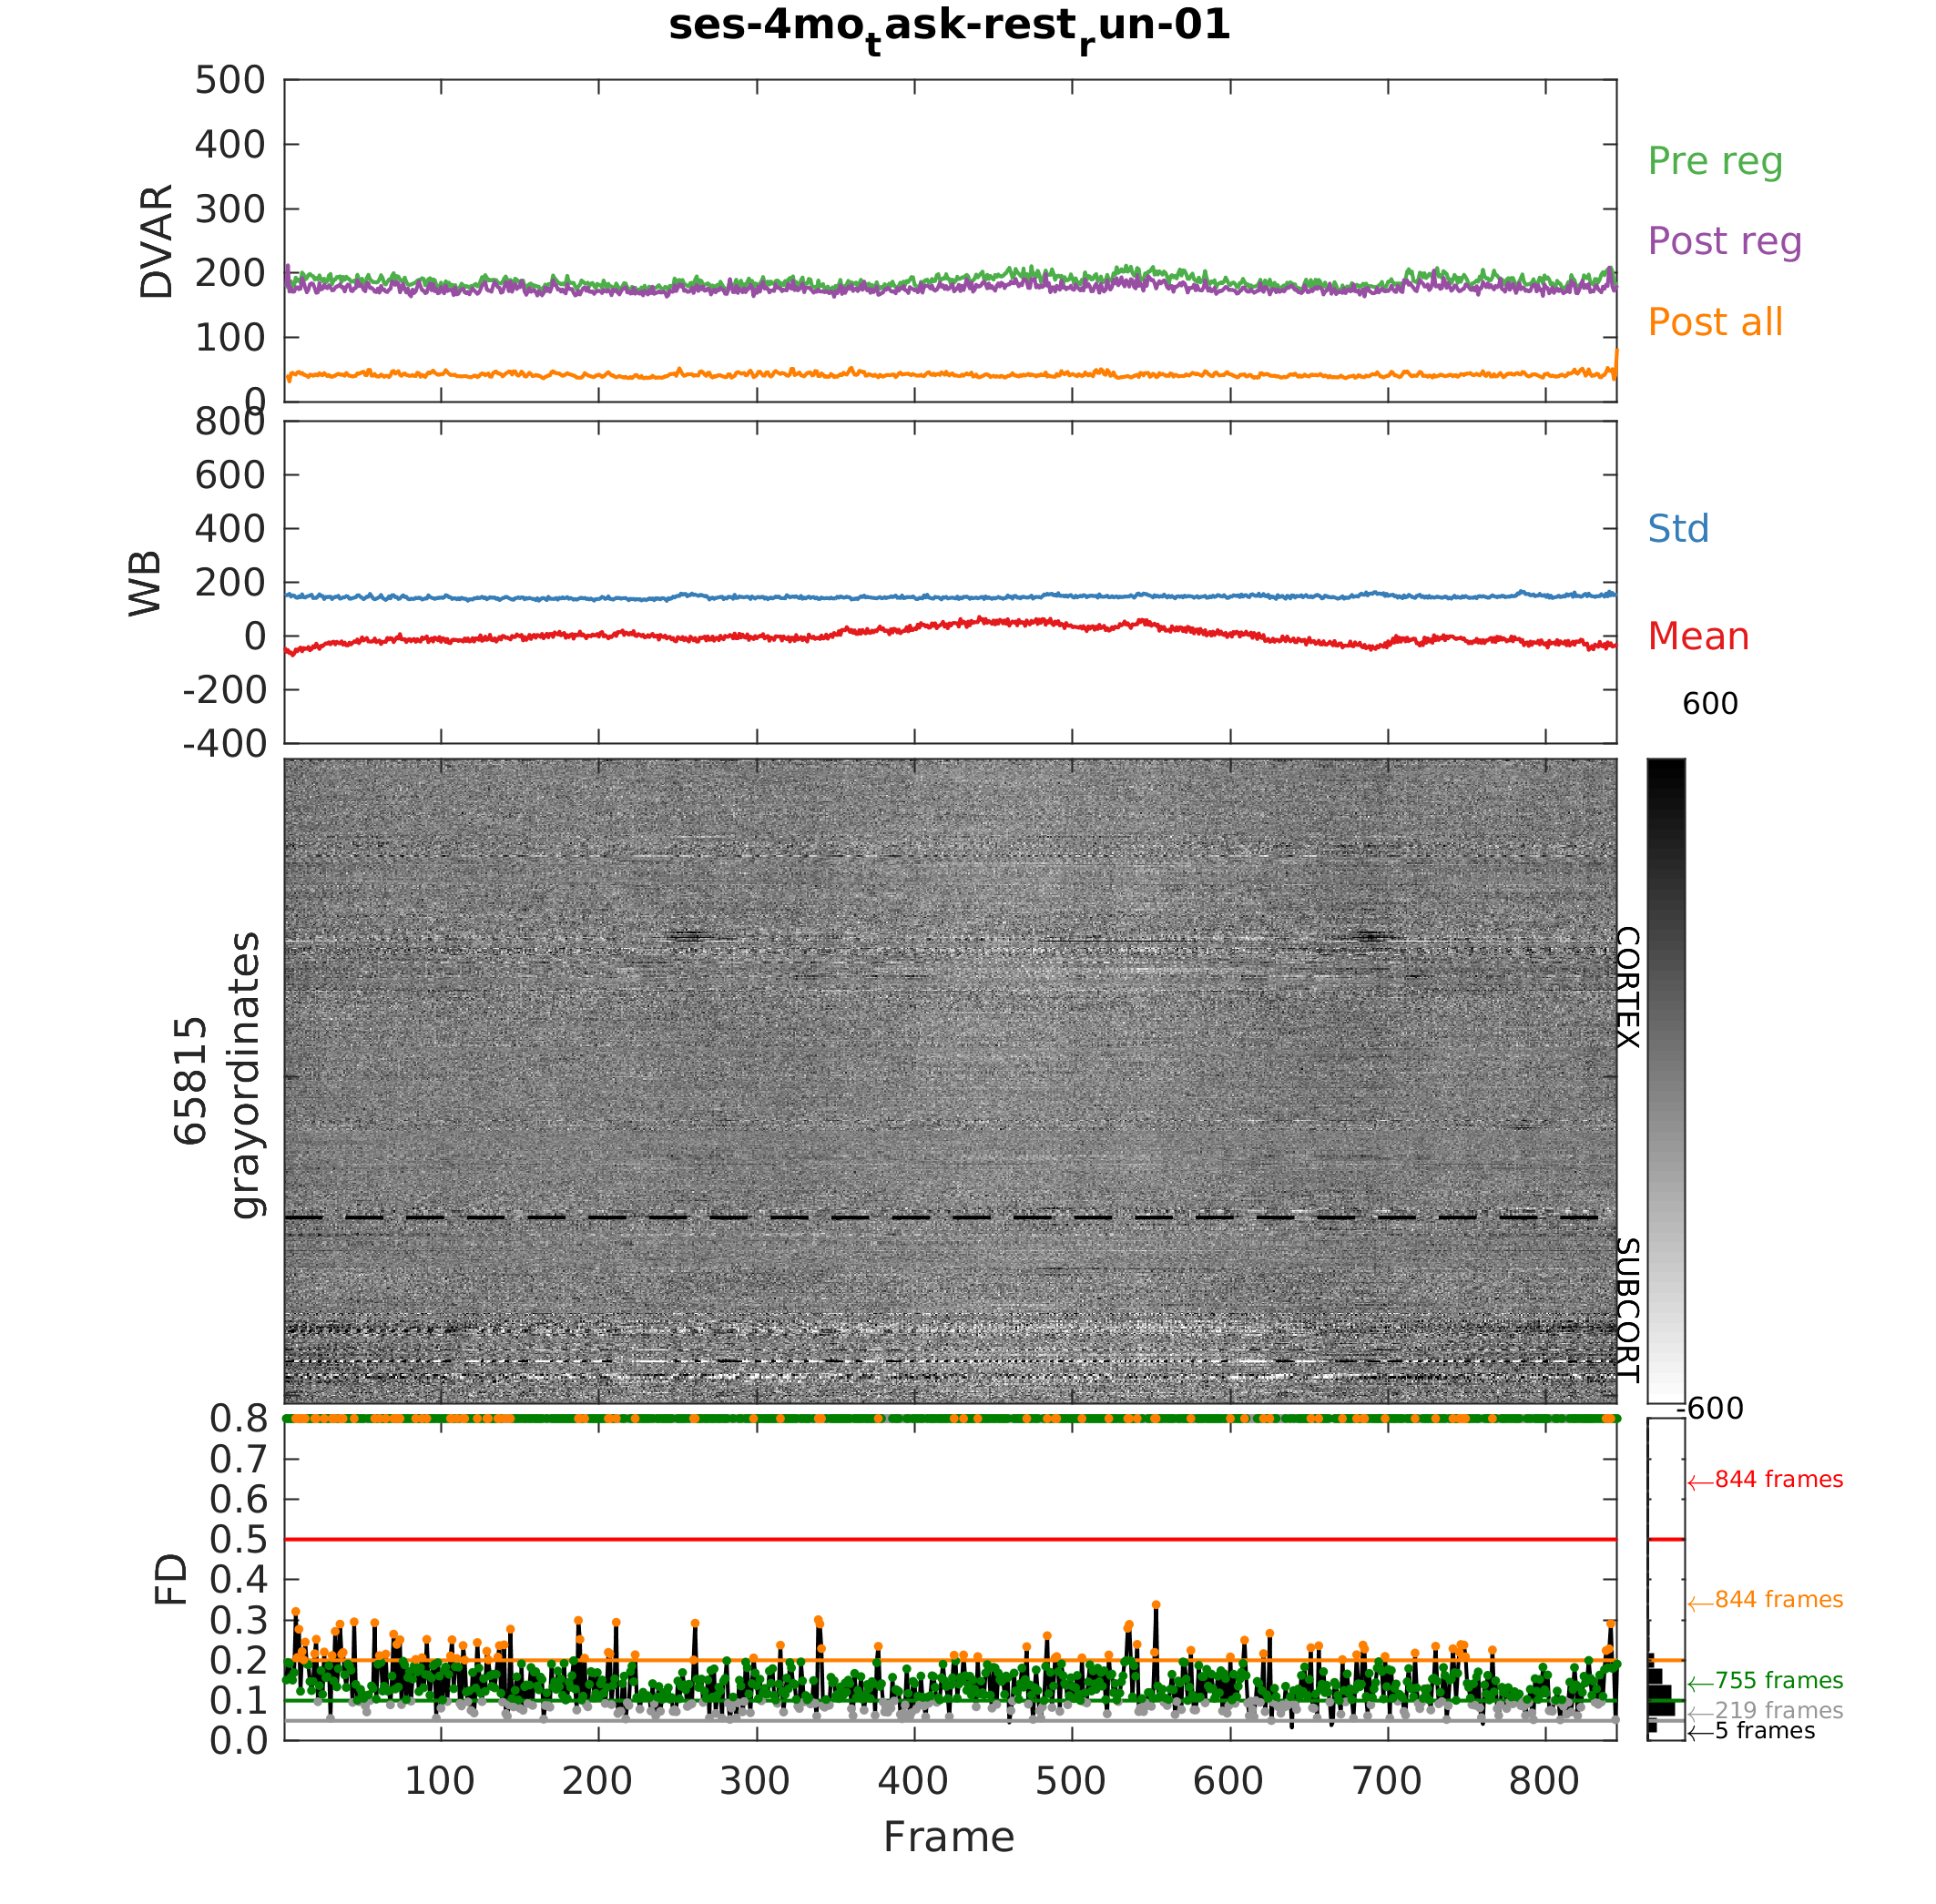 ses-4mo_task-rest_run-01
500
400
300
200
100
0
DVAR
Pre reg
Post reg
Post all
800
600
400
200
0
-200
-400
WB
Std
Mean
600
65815
grayordinates
CORTEX
SUBCORT
-600
0.8
0.7
0.6
0.5
0.4
0.3
0.2
0.1
0.0
FD
←844 frames
←844 frames
←755 frames
←219 frames
←5 frames
100 200 300 400 500 600 700 800
Frame